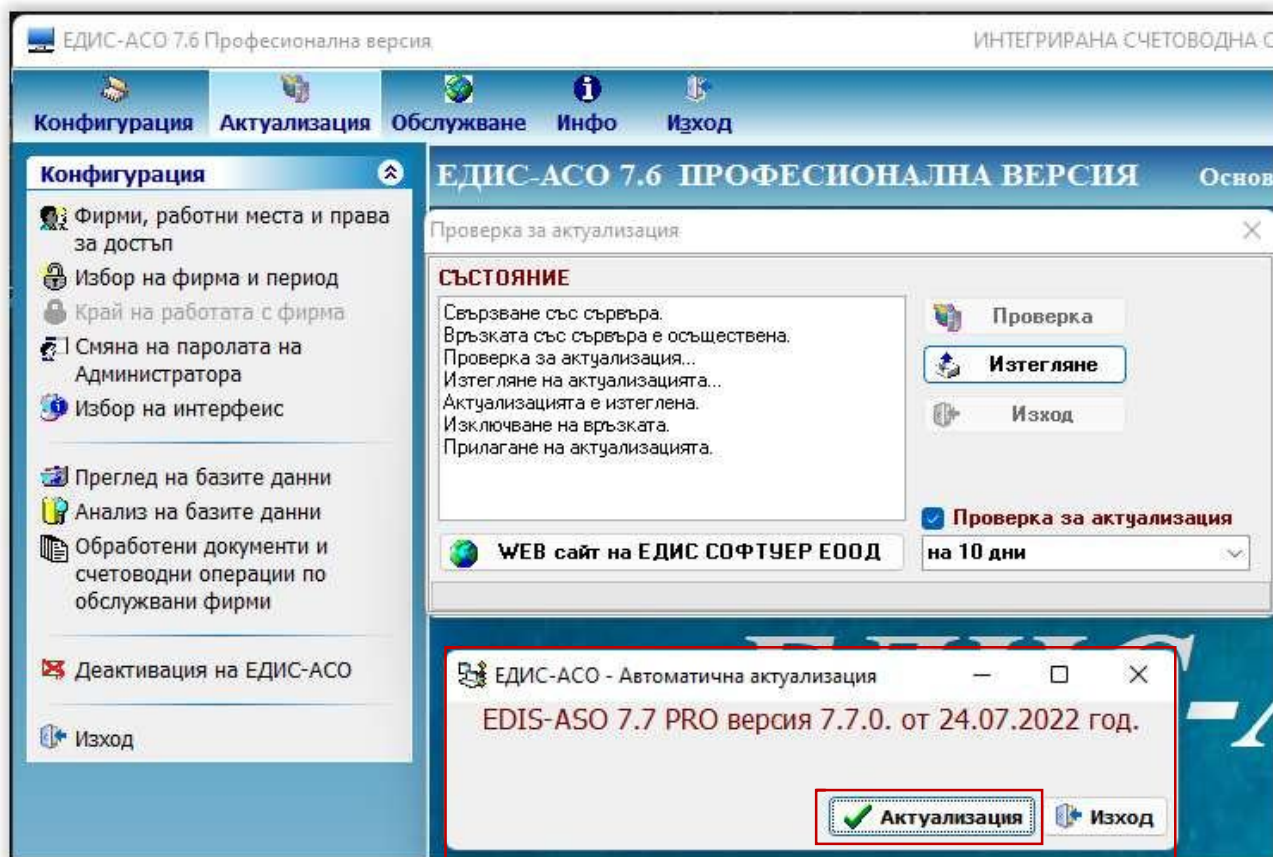 ЕДИС-АСО 7.6 Професионална версия
ИНТЕГРИРАНА СЧЕТОВОДНА С
Конфигурация Актуализация Обслужване Инфо Изход
Конфигурация
Фирми, работни места и права
за достъп
Избор на фирма и период
Край на работата с фирма
Смяна на паролата на
Администратора
Избор на интерфеис
Преглед на базите данни
Анализ на базите данни
Обработени документи и
счетоводни операции по
обслужвани фирми
Деактивация на ЕДИС-АСО
Изход
ЕДИС-АСО 7.6 ПРОФЕСИОНАЛНА ВЕРСИЯ
Основ
Проверка за актуализация
СЪСТОЯНИЕ
Свързване със сървъра.
Връзката със сървъра е осъществена.
Проверка за актуализация...
Изтегляне на актуализацията...
Актуализацията е изтеглена.
Изключване на връзката.
Прилагане на актуализацията.
Проверка
Изтегляне
Изход
Проверка за актуализация
на 10 дни
WEB сайт на ЕДИС СОФТУЕР ЕООД
ЕДИС-АСО - Автоматична актуализация
EDIS-ASO 7.7 PRO версия 7.7.0. от 24.07.2022 год.
Актуализация
Изход